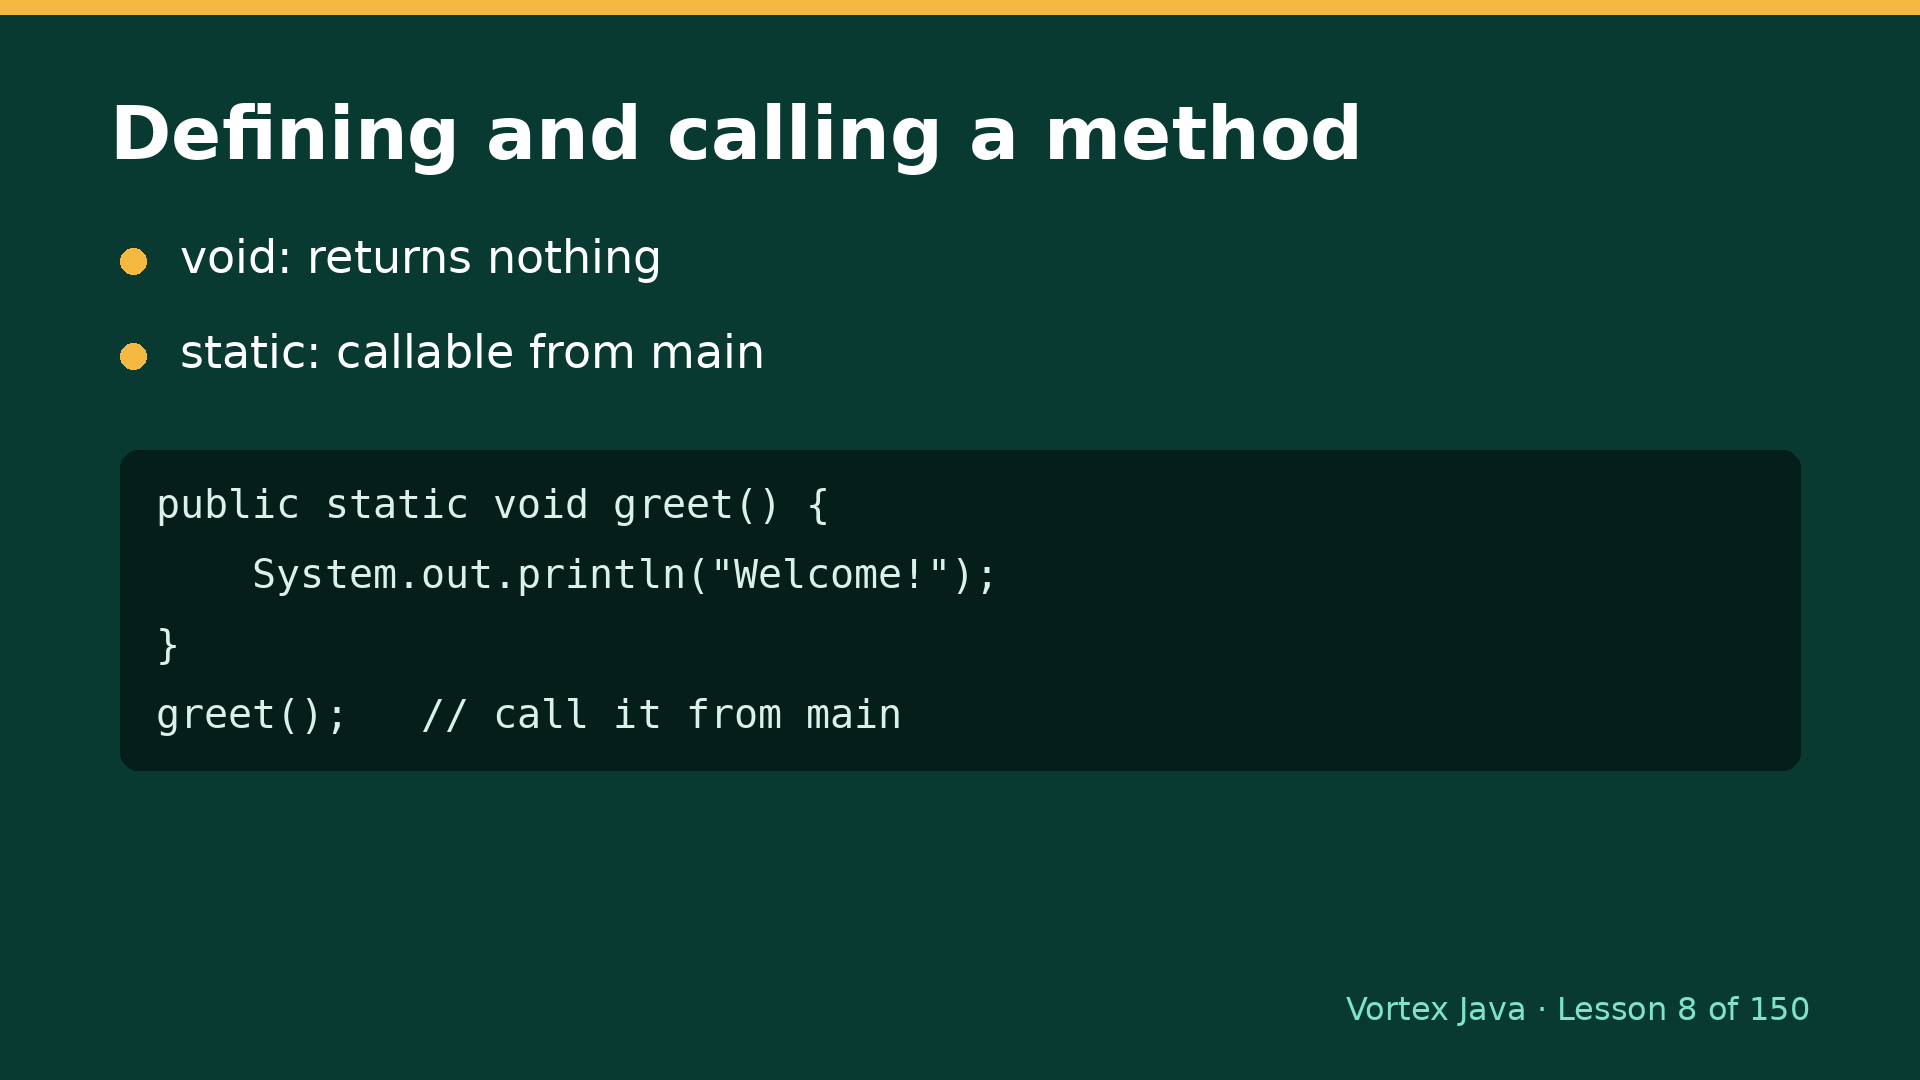 Defining and calling a method
void: returns nothing
static: callable from main
public static void greet() {
    System.out.println("Welcome!");
}
greet();   // call it from main
Vortex Java · Lesson 8 of 150